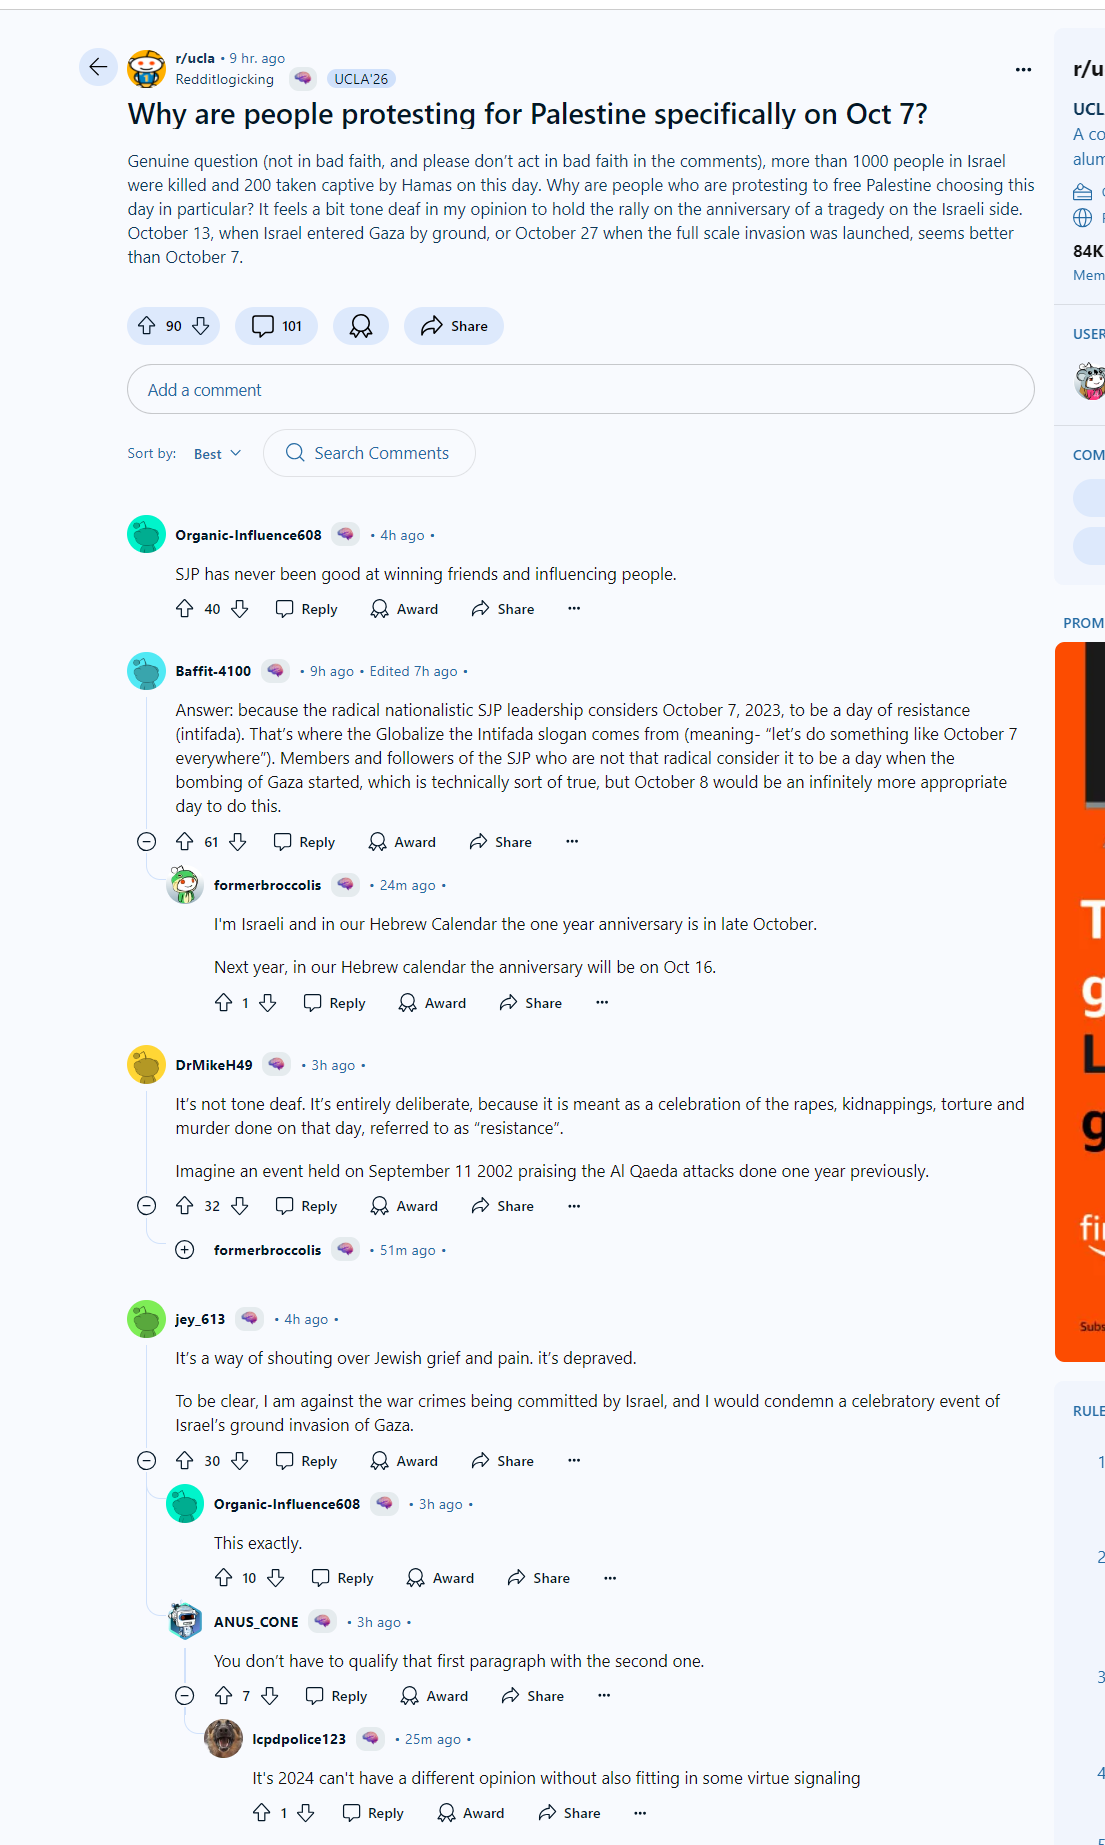 r/ucla • 9 hr. ago
Redditlogicking UCLA'26
Why are people protesting for Palestine specifically on Oct 7?
Genuine question (not in bad faith, and please don't act in bad faith in the comments), more than 1000 people in Israel
were killed and 200 taken captive by Hamas on this day. Why are people who are protesting to free Palestine choosing this
day in particular? It feels a bit tone deaf in my opinion to hold the rally on the anniversary of a tragedy on the Israeli side.
October 13, when Israel entered Gaza by ground, or October 27 when the full scale invasion was launched, seems better
than October 7.
90 101 Share
Add a comment
Sort by: Best Search Comments
Organic-Influence608 • 4h ago •
SJP has never been good at winning friends and influencing people.
40 Reply Award Share
Baffit-4100 • 9h ago • Edited 7h ago •
Answer: because the radical nationalistic SJP leadership considers October 7, 2023, to be a day of resistance
(intifada). That's where the Globalize the Intifada slogan comes from (meaning- “let's do something like October 7
everywhere”). Members and followers of the SJP who are not that radical consider it to be a day when the
bombing of Gaza started, which is technically sort of true, but October 8 would be an infinitely more appropriate
day to do this.
61 Reply Award Share
formerbroccolis • 24m ago •
I'm Israeli and in our Hebrew Calendar the one year anniversary is in late October.
Next year, in our Hebrew calendar the anniversary will be on Oct 16.
1 Reply Award Share
DrMikeH49 • 3h ago •
It's not tone deaf. It's entirely deliberate, because it is meant as a celebration of the rapes, kidnappings, torture and
murder done on that day, referred to as “resistance”.
Imagine an event held on September 11 2002 praising the Al Qaeda attacks done one year previously.
32 Reply Award Share
formerbroccolis • 51m ago •
jey_613 • 4h ago •
It's a way of shouting over Jewish grief and pain. it's depraved.
To be clear, I am against the war crimes being committed by Israel, and I would condemn a celebratory event of
Israel's ground invasion of Gaza.
30 Reply Award Share
Organic-Influence608 • 3h ago •
This exactly.
10 Reply Award Share
ANUS_CONE • 3h ago •
You don't have to qualify that first paragraph with the second one.
7 Reply Award Share
lcpdpolice123 • 25m ago •
It's 2024 can't have a different opinion without also fitting in some virtue signaling
1 Reply Award Share
r/u
UCL
A co
alum
84K
Mem
USER
COM
PROM
T
g
L
g
fi
Subs
RULE
1
2
3
4